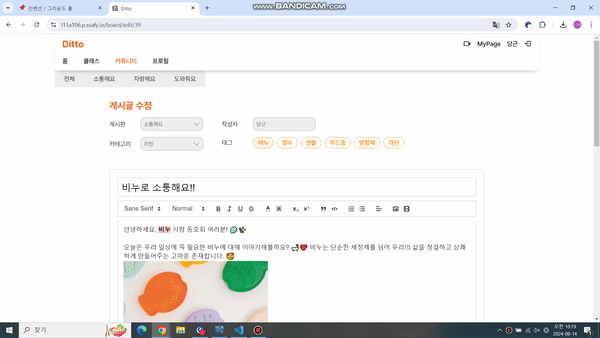 www.BANDICAM.com
컨벤션 / 그라운드 룰
Ditto
i11a106.p.ssafy.io/board/edit/39
Ditto
MyPage 당근
홈 클래스 커뮤니티 프로필
전체 소통해요 자랑해요 도와줘요
게시글 수정
게시판 소통해요 작성자 당근
카테고리 리빙 태그 비누 향수 캔들 푸드동 방향제 라탄
비누로 소통해요!!
Sans Serif Normal B I U S A
안녕하세요, 비누 사랑 동호회 여러분!
오늘은 우리 일상에 꼭 필요한 비누에 대해 이야기해볼까요? 비누는 단순한 세정제를 넘어 우리의 삶을 청결하고 상쾌
하게 만들어주는 고마운 존재랍니다.
찾기
오전 10:19
2024-08-14